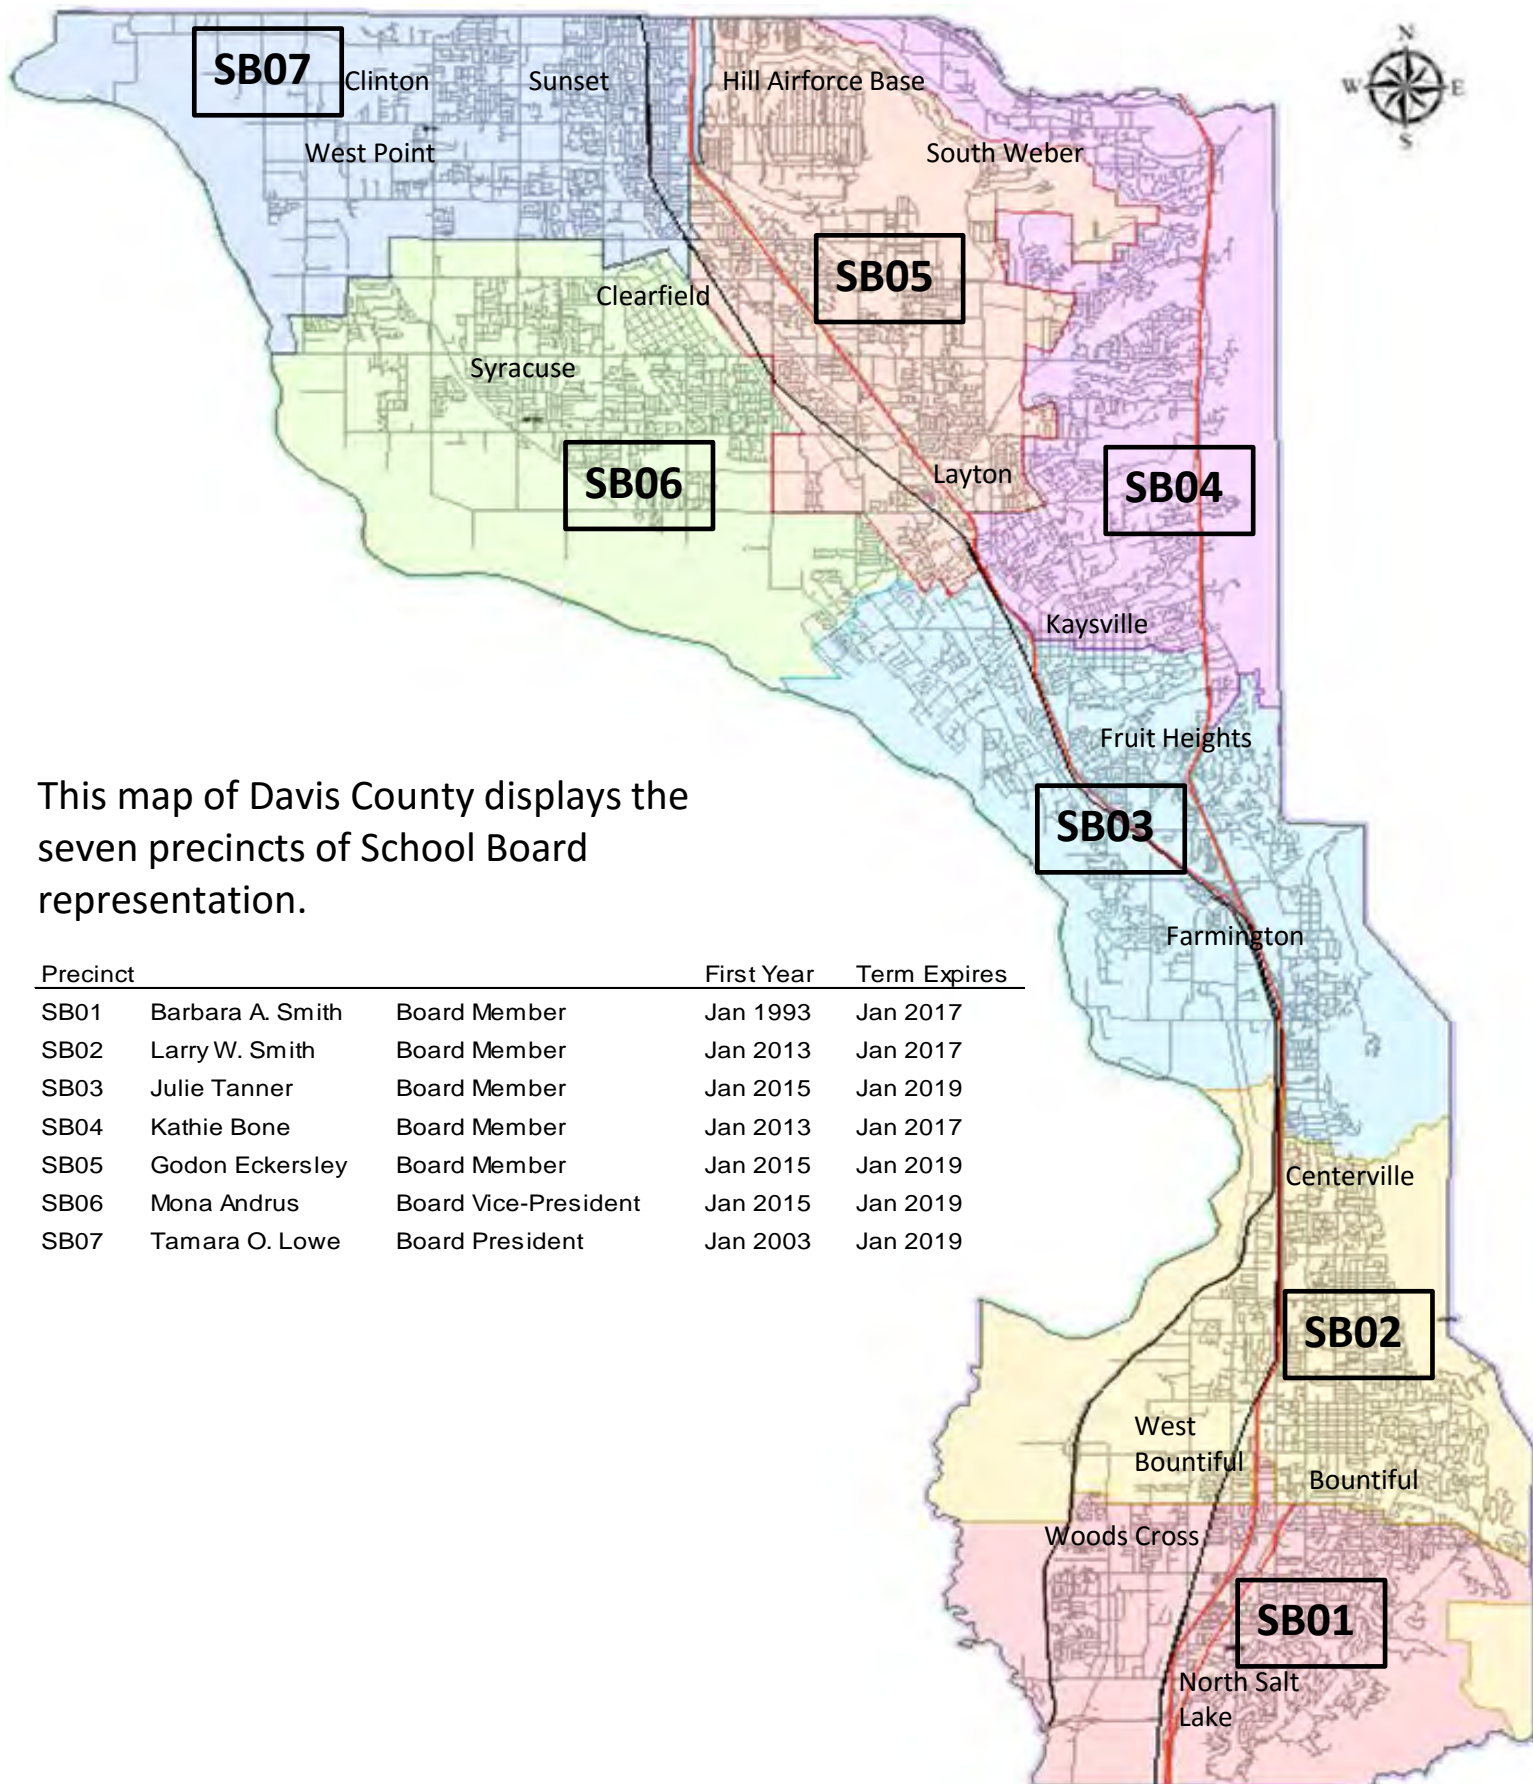 N
W E
S
SB07 Clinton Sunset Hill Airforce Base
West Point South Weber
SB05
Clearfield
Syracuse
SB06 Layton SB04
Kaysville
Fruit Heights
SB03
Farmington
This map of Davis County displays the
seven precincts of School Board
representation.
Precinct First Year Term Expires
SB01 Barbara A. Smith Board Member Jan 1993 Jan 2017
SB02 Larry W. Smith Board Member Jan 2013 Jan 2017
SB03 Julie Tanner Board Member Jan 2015 Jan 2019
SB04 Kathie Bone Board Member Jan 2013 Jan 2017
SB05 Godon Eckersley Board Member Jan 2015 Jan 2019
SB06 Mona Andrus Board Vice-President Jan 2015 Jan 2019
SB07 Tamara O. Lowe Board President Jan 2003 Jan 2019
Centerville
SB02
West
Bountiful
Bountiful
Woods Cross
SB01
North Salt
Lake